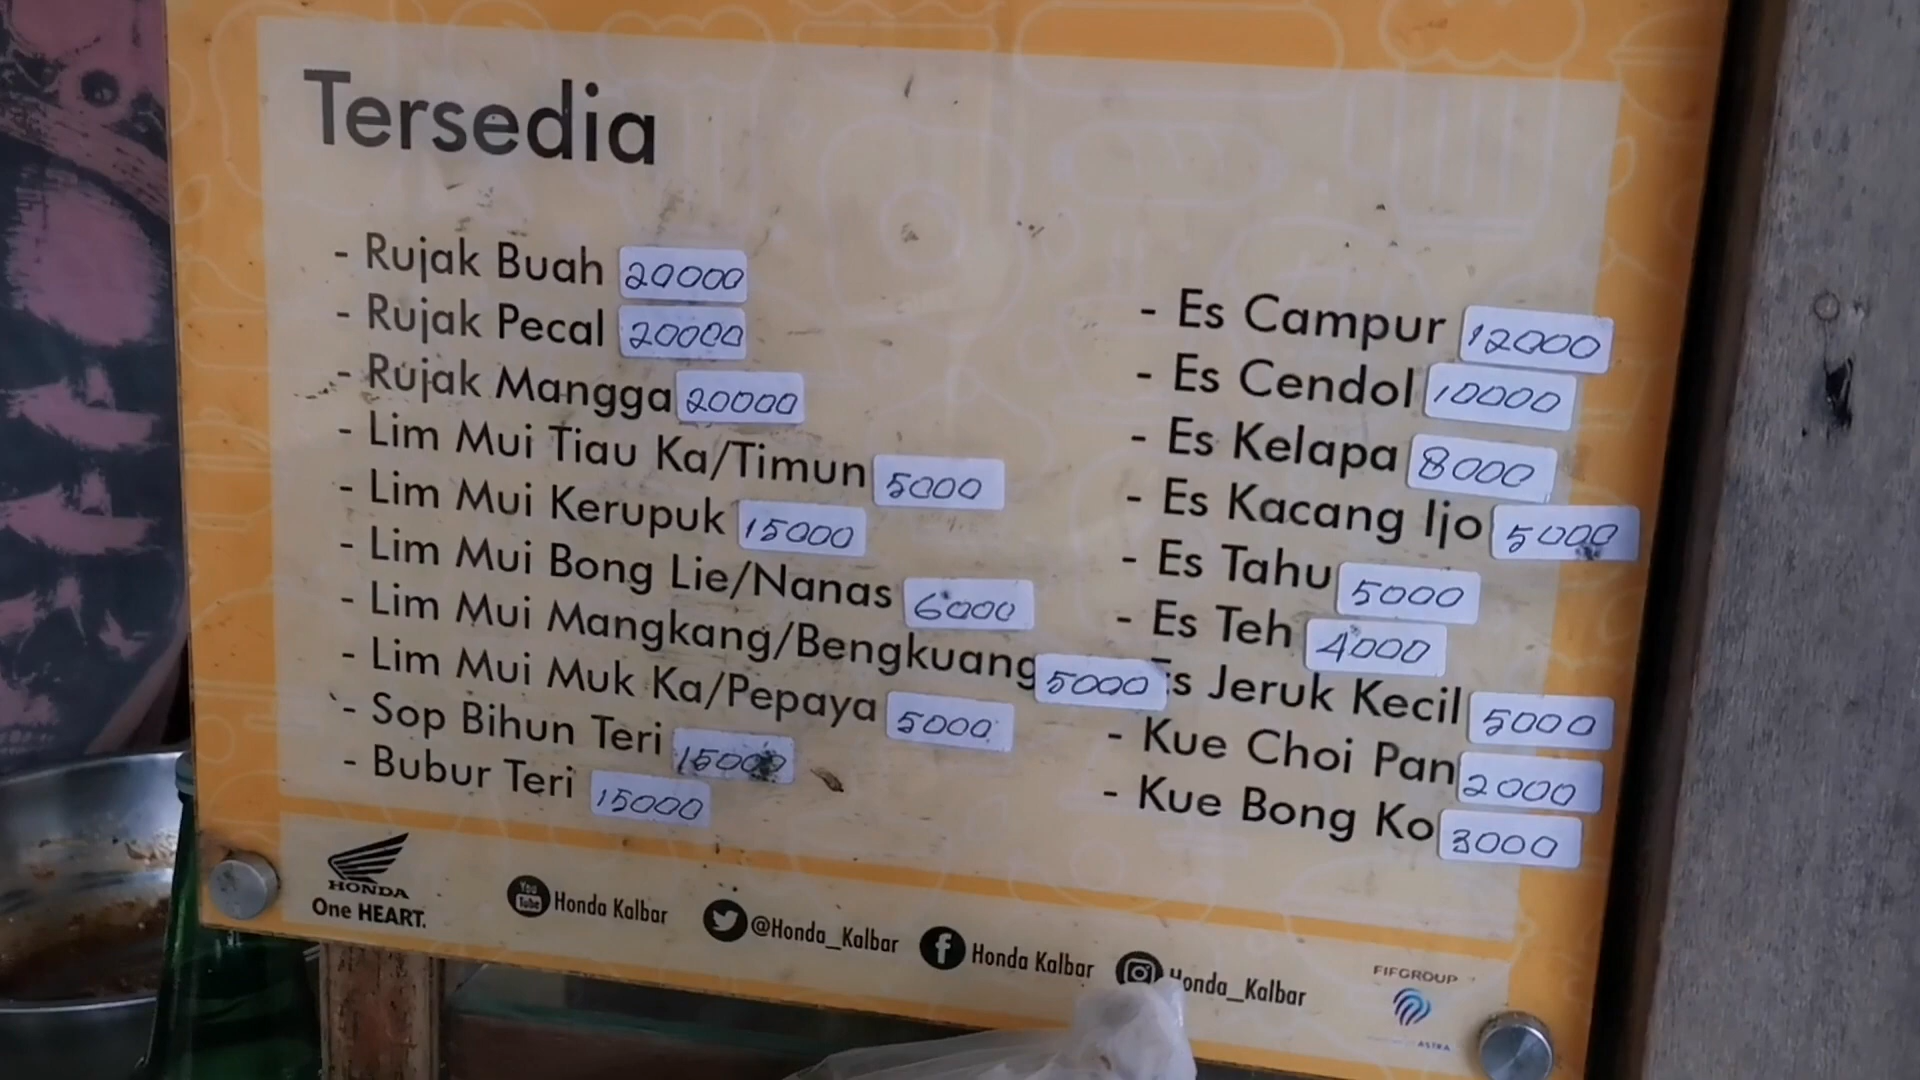 Tersedia
- Rujak Buah 20000
- Rujak Pecal 20000
- Rujak Mangga 20000
- Lim Mui Tiau Ka/Timun 5000
- Lim Mui Kerupuk 15000
- Lim Mui Bong Lie/Nanas 6000
- Lim Mui Mangkang/Bengkuang 5000
- Lim Mui Muk Ka/Pepaya 5000
- Sop Bihun Teri 15000
- Bubur Teri 15000
- Es Campur 12000
- Es Cendol 10000
- Es Kelapa 8000
- Es Kacang Ijo 5000
- Es Tahu 5000
- Es Teh 4000
Es Jeruk Kecil 5000
- Kue Choi Pan 2000
- Kue Bong Ko 3000
HONDA
One HEART.
You Tube Honda Kalbar
@Honda_Kalbar
Honda Kalbar
Honda_Kalbar
FIFGROUP
ASTRA